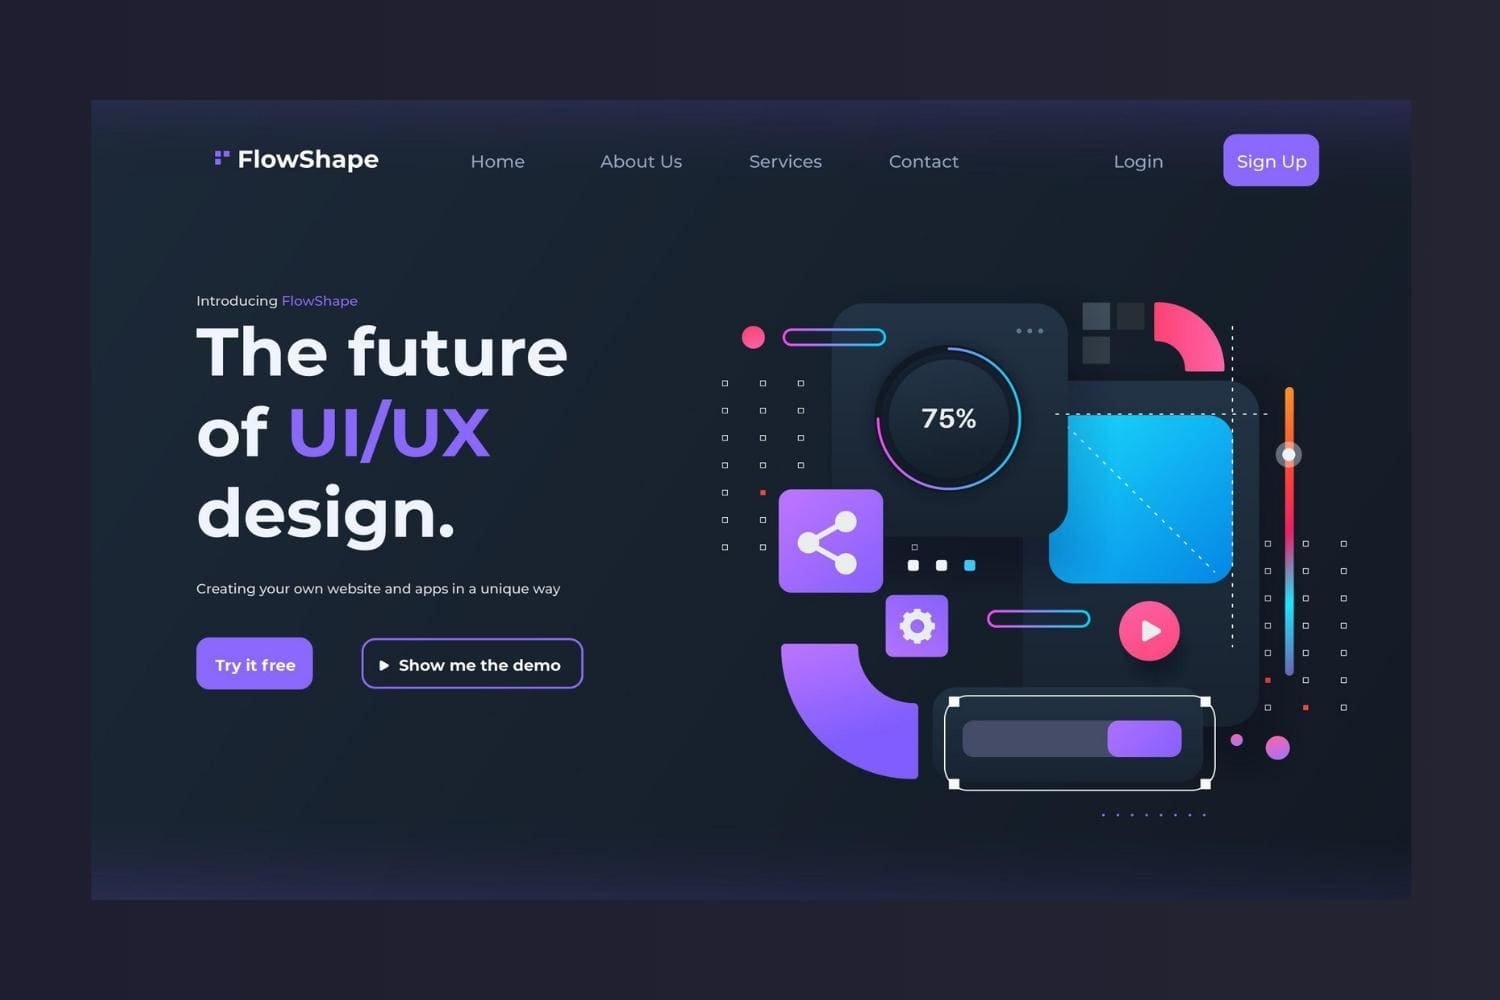 FlowShape
Home
About Us
Services
Contact
Login
Sign Up
Introducing FlowShape
The future
of UI/UX
design.
Creating your own website and apps in a unique way
Try it free
Show me the demo
75%